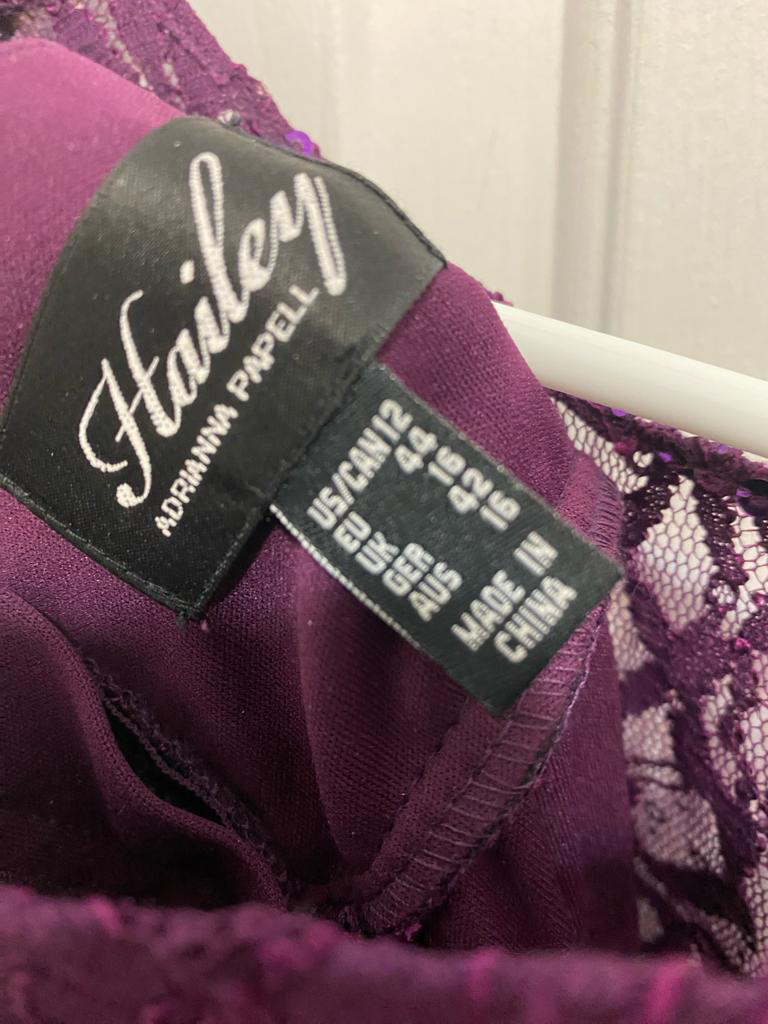 Hailey
ADRIANNA PAPELL
US/CAN 12
EU 44
UK 16
GER 42
AUS 16
MADE IN
CHINA